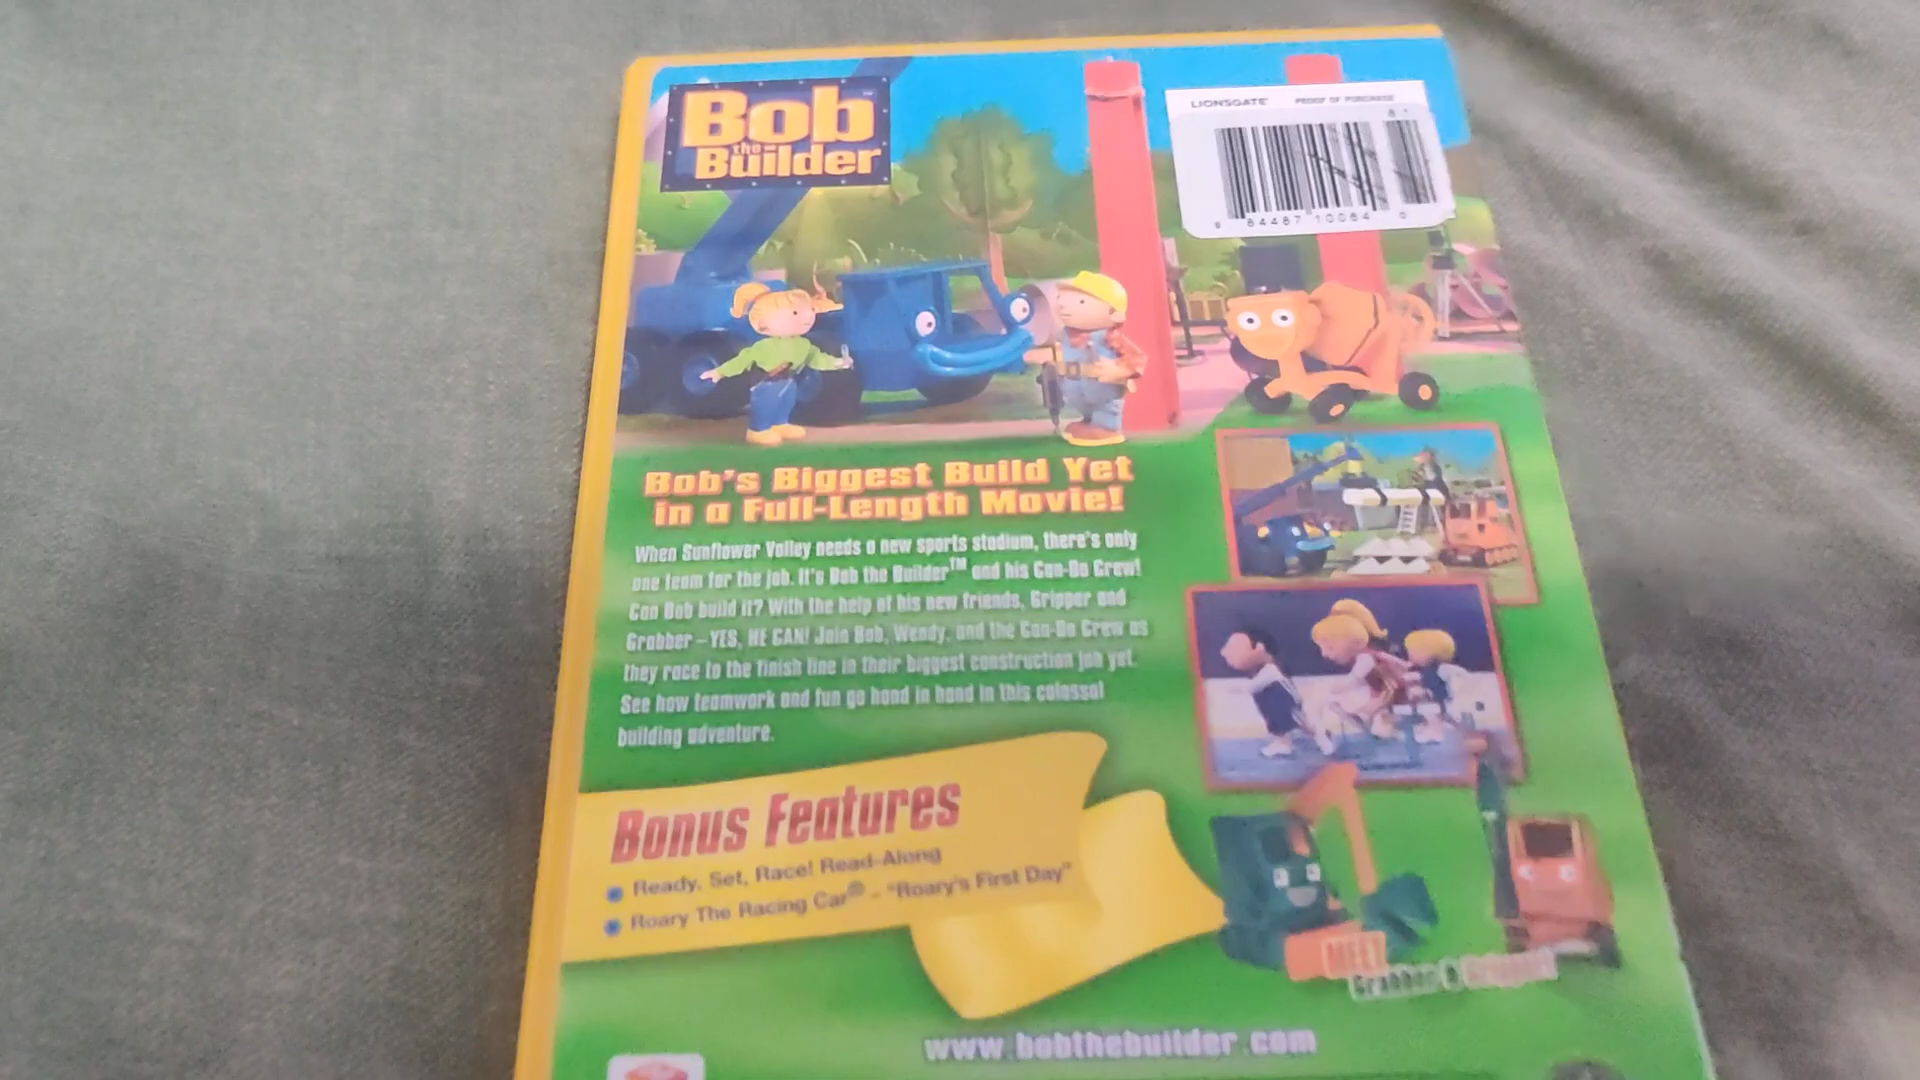 Bob
the
Builder
LIONSGATE PROOF OF PURCHASE
Bob's Biggest Build Yet
in a Full-Length Movie!
When Sunflower Valley needs a new sports stadium, there's only
one team for the job. It's Bob the Builder™ and his Can-Do Crew!
Can Bob build it? With the help of his new friends, Gripper and
Grabber – YES, HE CAN! Join Bob, Wendy, and the Can-Do Crew as
they race to the finish line in their biggest construction job yet.
See how teamwork and fun go hand in hand in this colossal
building adventure.
Bonus Features
• Ready, Set, Race! Read-Along
• Roary The Racing Car® – "Roary's First Day"
MEET
Grabber &
www.bobthebuilder.com